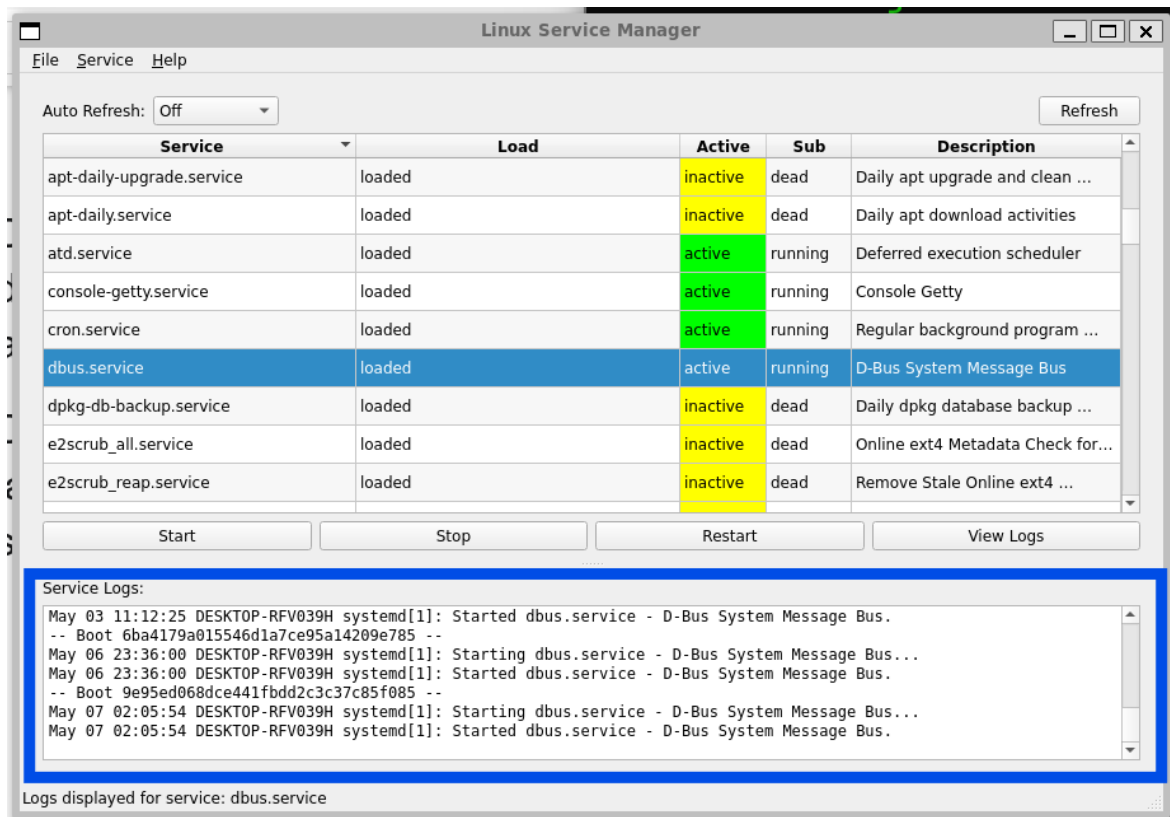 Linux Service Manager
File Service Help
Auto Refresh: Off Refresh
Service Load Active Sub Description
apt-daily-upgrade.service loaded inactive dead Daily apt upgrade and clean ...
apt-daily.service loaded inactive dead Daily apt download activities
atd.service loaded active running Deferred execution scheduler
console-getty.service loaded active running Console Getty
cron.service loaded active running Regular background program ...
dbus.service loaded active running D-Bus System Message Bus
dpkg-db-backup.service loaded inactive dead Daily dpkg database backup ...
e2scrub_all.service loaded inactive dead Online ext4 Metadata Check for...
e2scrub_reap.service loaded inactive dead Remove Stale Online ext4 ...
Start Stop Restart View Logs
Service Logs:
May 03 11:12:25 DESKTOP-RFV039H systemd[1]: Started dbus.service - D-Bus System Message Bus.
-- Boot 6ba4179a015546d1a7ce95a14209e785 --
May 06 23:36:00 DESKTOP-RFV039H systemd[1]: Starting dbus.service - D-Bus System Message Bus...
May 06 23:36:00 DESKTOP-RFV039H systemd[1]: Started dbus.service - D-Bus System Message Bus.
-- Boot 9e95ed068dce441fbdd2c3c37c85f085 --
May 07 02:05:54 DESKTOP-RFV039H systemd[1]: Starting dbus.service - D-Bus System Message Bus...
May 07 02:05:54 DESKTOP-RFV039H systemd[1]: Started dbus.service - D-Bus System Message Bus.
Logs displayed for service: dbus.service